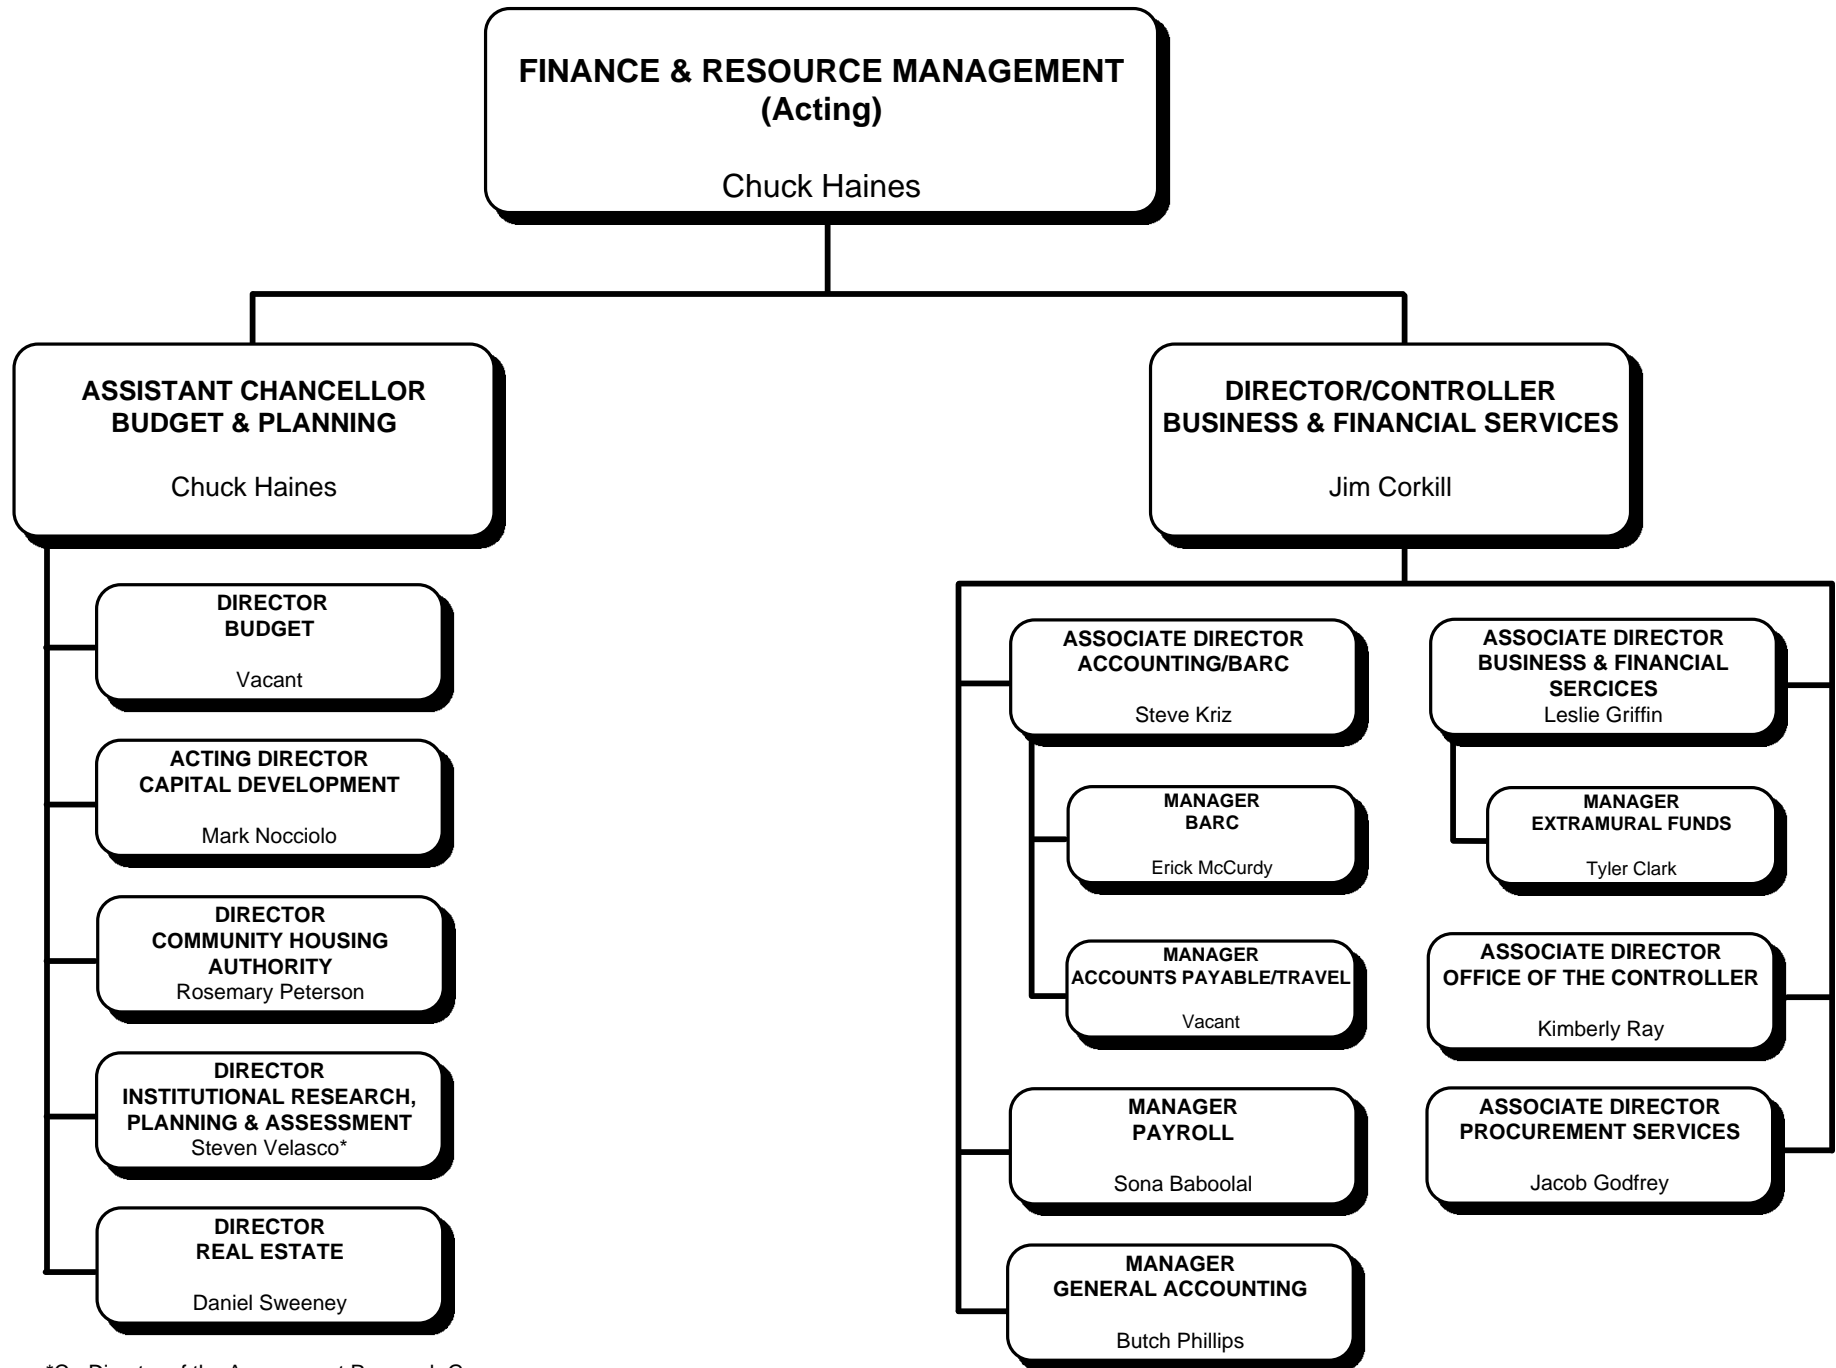 FINANCE & RESOURCE MANAGEMENT
(Acting)
Chuck Haines
ASSISTANT CHANCELLOR
BUDGET & PLANNING
Chuck Haines
DIRECTOR
BUDGET
Vacant
ACTING DIRECTOR
CAPITAL DEVELOPMENT
Mark Nocciolo
DIRECTOR
COMMUNITY HOUSING
AUTHORITY
Rosemary Peterson
DIRECTOR
INSTITUTIONAL RESEARCH,
PLANNING & ASSESSMENT
Steven Velasco*
DIRECTOR
REAL ESTATE
Daniel Sweeney
DIRECTOR/CONTROLLER
BUSINESS & FINANCIAL SERVICES
Jim Corkill
ASSOCIATE DIRECTOR
ACCOUNTING/BARC
Steve Kriz
MANAGER
BARC
Erick McCurdy
MANAGER
ACCOUNTS PAYABLE/TRAVEL
Vacant
MANAGER
PAYROLL
Sona Baboolal
MANAGER
GENERAL ACCOUNTING
Butch Phillips
ASSOCIATE DIRECTOR
BUSINESS & FINANCIAL
SERCICES
Leslie Griffin
MANAGER
EXTRAMURAL FUNDS
Tyler Clark
ASSOCIATE DIRECTOR
OFFICE OF THE CONTROLLER
Kimberly Ray
ASSOCIATE DIRECTOR
PROCUREMENT SERVICES
Jacob Godfrey